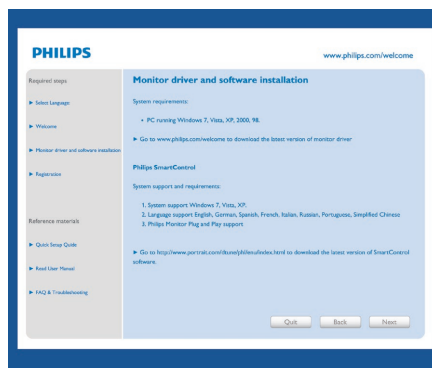 PHILIPS
www.philips.com/welcome
Required steps
Select Language
Welcome
Monitor driver and software installation
Registration
Reference materials
Quick Setup Guide
Read User Manual
FAQ & Troubleshooting
Monitor driver and software installation
System requirements:
• PC running Windows 7, Vista, XP, 2000, 98.
Go to www.philips.com/welcome to download the latest version of monitor driver
Philips SmartControl
System support and requirements:
1. System support Windows 7, Vista, XP.
2. Language support English, German, Spanish, French, Italian, Russian, Portuguese, Simplified Chinese
3. Philips Monitor Plug and Play support
Go to http://www.portrait.com/dtune/phl/enu/index.html to download the latest version of SmartControl
software.
Quit
Back
Next